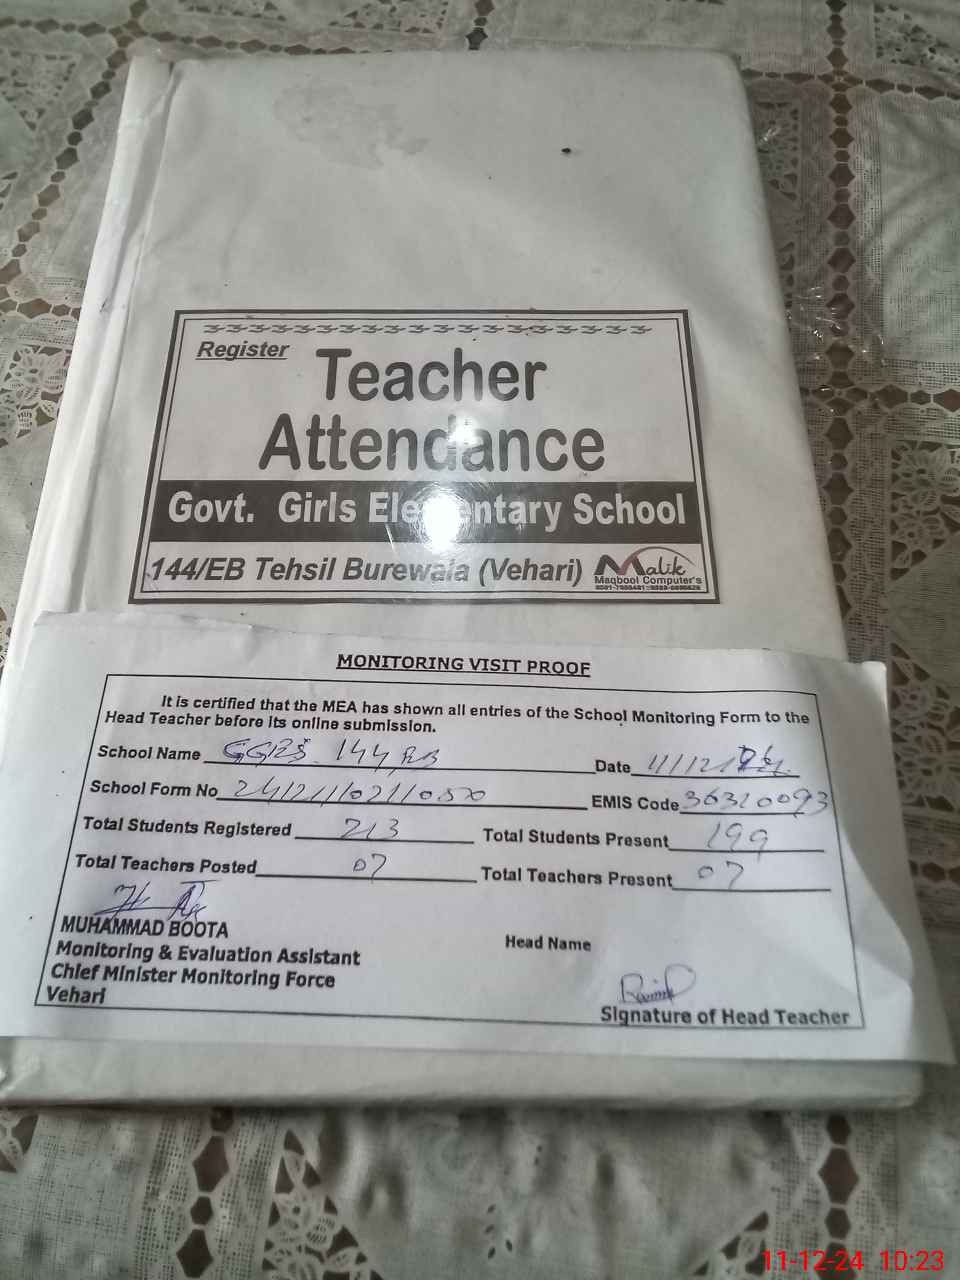 Register
Teacher
Attendance
Govt. Girls Elementary School
144/EB Tehsil Burewala (Vehari)
Malik
Maqbool Computer's
MONITORING VISIT PROOF
It is certified that the MEA has shown all entries of the School Monitoring Form to the
Head Teacher before its online submission.
School Name GGES 144 EB Date 11/12/24
School Form No EMIS Code 36320093
Total Students Registered 213 Total Students Present 199
Total Teachers Posted 07 Total Teachers Present 07
MUHAMMAD BOOTA
Monitoring & Evaluation Assistant
Chief Minister Monitoring Force
Vehari
Head Name
Signature of Head Teacher
11-12-24 10:23